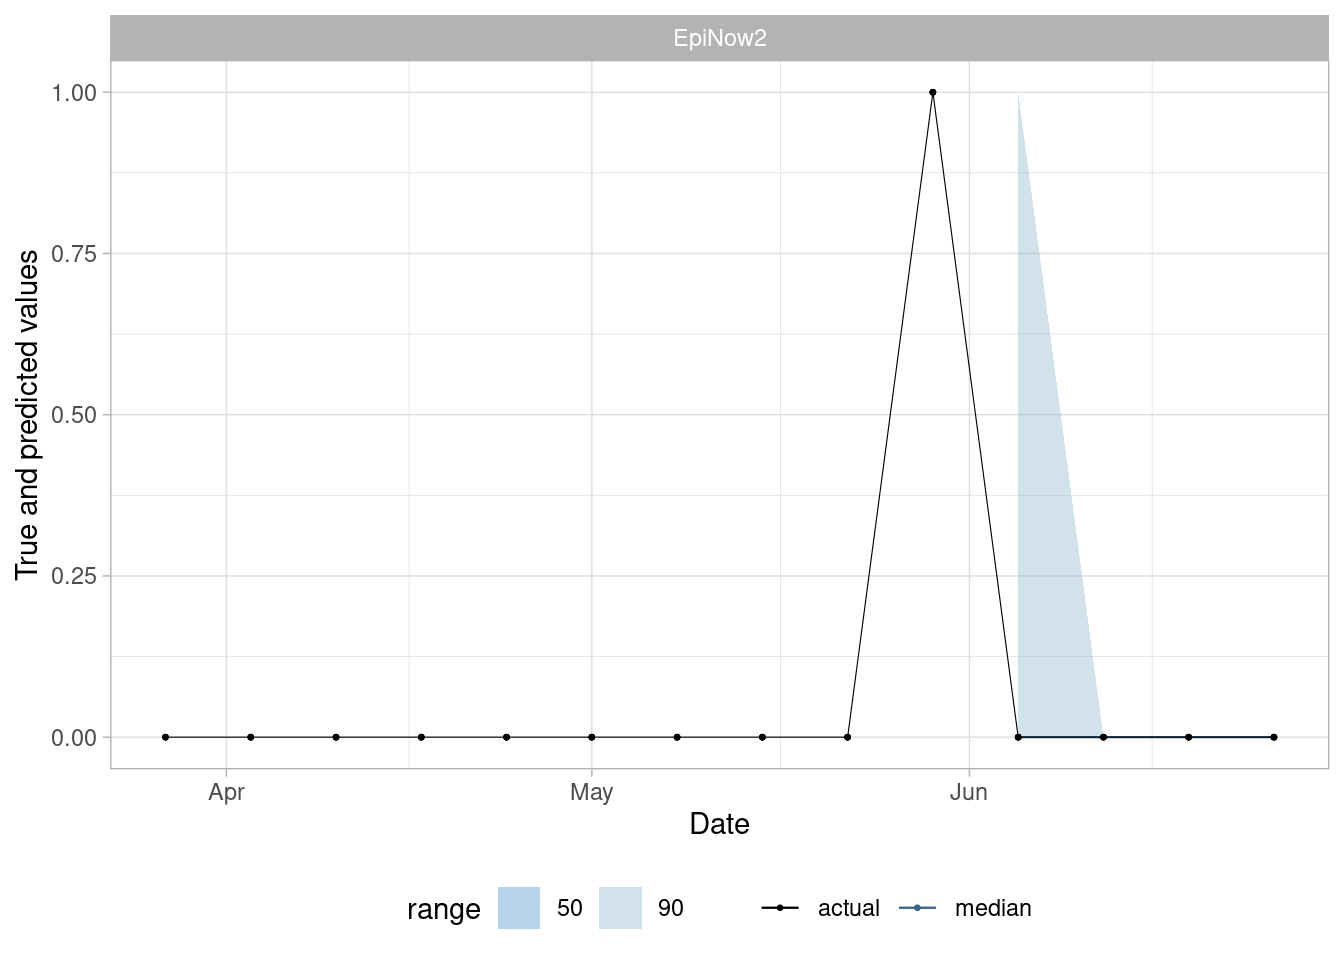 EpiNow2
1.00
0.75
0.50
0.25
0.00
True and predicted values
Apr May Jun
Date
range 50 90 actual median